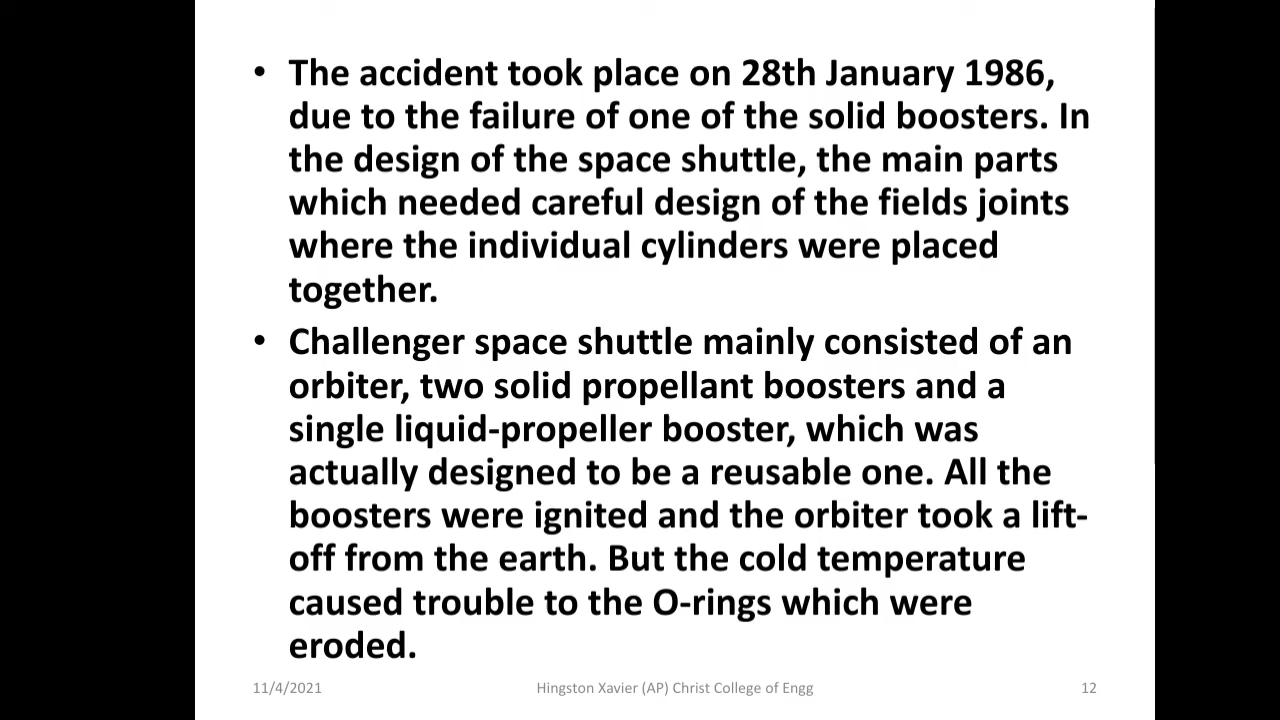 • The accident took place on 28th January 1986,
due to the failure of one of the solid boosters. In
the design of the space shuttle, the main parts
which needed careful design of the fields joints
where the individual cylinders were placed
together.
• Challenger space shuttle mainly consisted of an
orbiter, two solid propellant boosters and a
single liquid-propeller booster, which was
actually designed to be a reusable one. All the
boosters were ignited and the orbiter took a lift-
off from the earth. But the cold temperature
caused trouble to the O-rings which were
eroded.
11/4/2021 Hingston Xavier (AP) Christ College of Engg 12